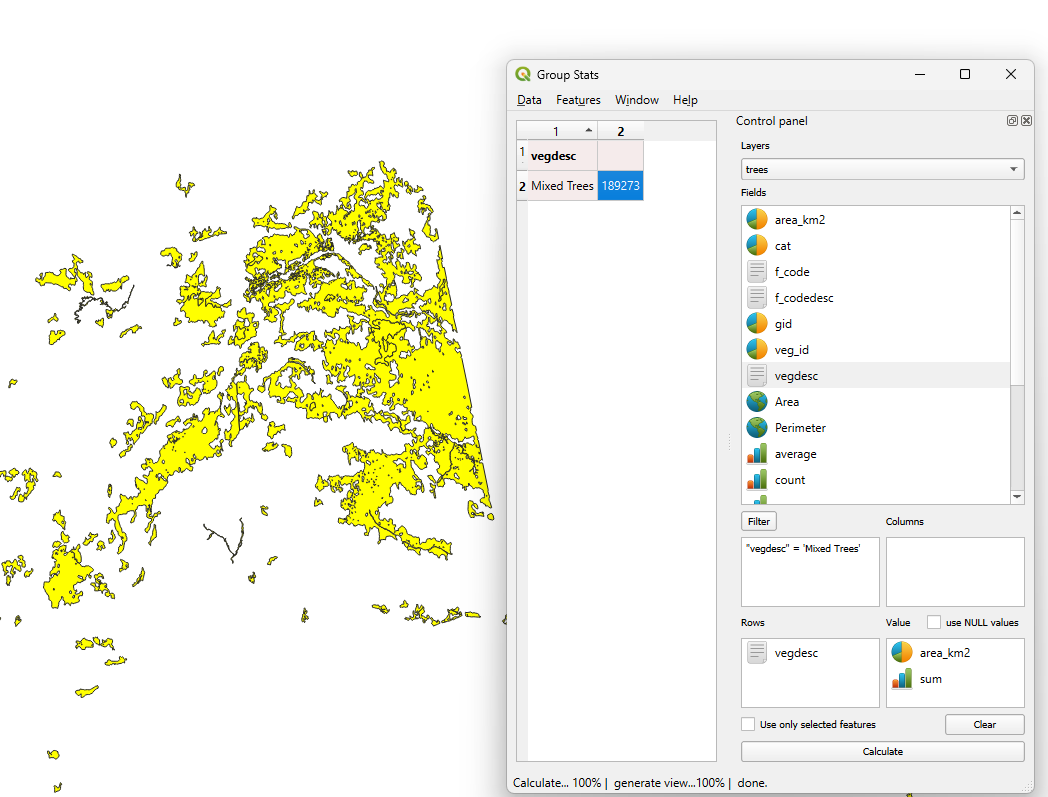 Group Stats
Data Features Window Help
1 2
1 vegdesc
2 Mixed Trees 189273
Control panel
Layers
trees
Fields
area_km2
cat
f_code
f_codedesc
gid
veg_id
vegdesc
Area
Perimeter
average
count
Filter
Columns
"vegdesc" = 'Mixed Trees'
Rows
Value
use NULL values
vegdesc
area_km2
sum
Use only selected features
Clear
Calculate
Calculate... 100% | generate view...100% | done.